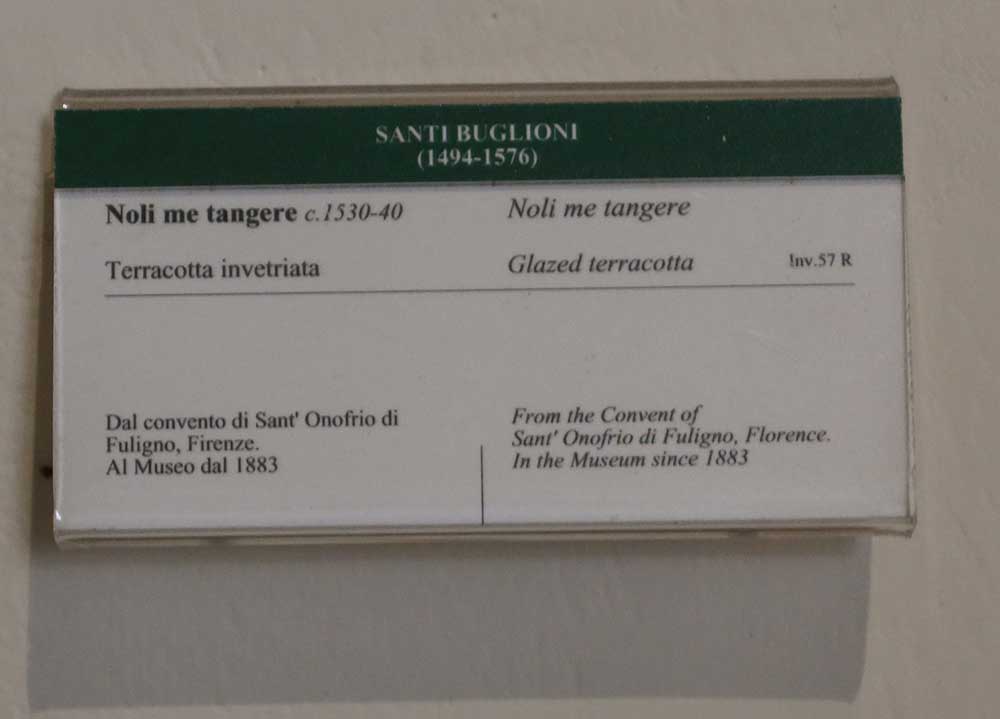 SANTI BUGLIONI
(1494-1576)
Noli me tangere c.1530-40
Noli me tangere
Terracotta invetriata
Glazed terracotta
Inv.57 R
Dal convento di Sant' Onofrio di
Fuligno, Firenze.
Al Museo dal 1883
From the Convent of
Sant' Onofrio di Fuligno, Florence.
In the Museum since 1883